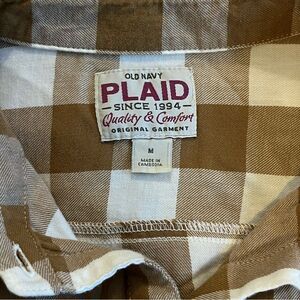 OLD NAVY
PLAID
SINCE 1994
Quality & Comfort
ORIGINAL GARMENT
M
MADE IN
CAMBODIA